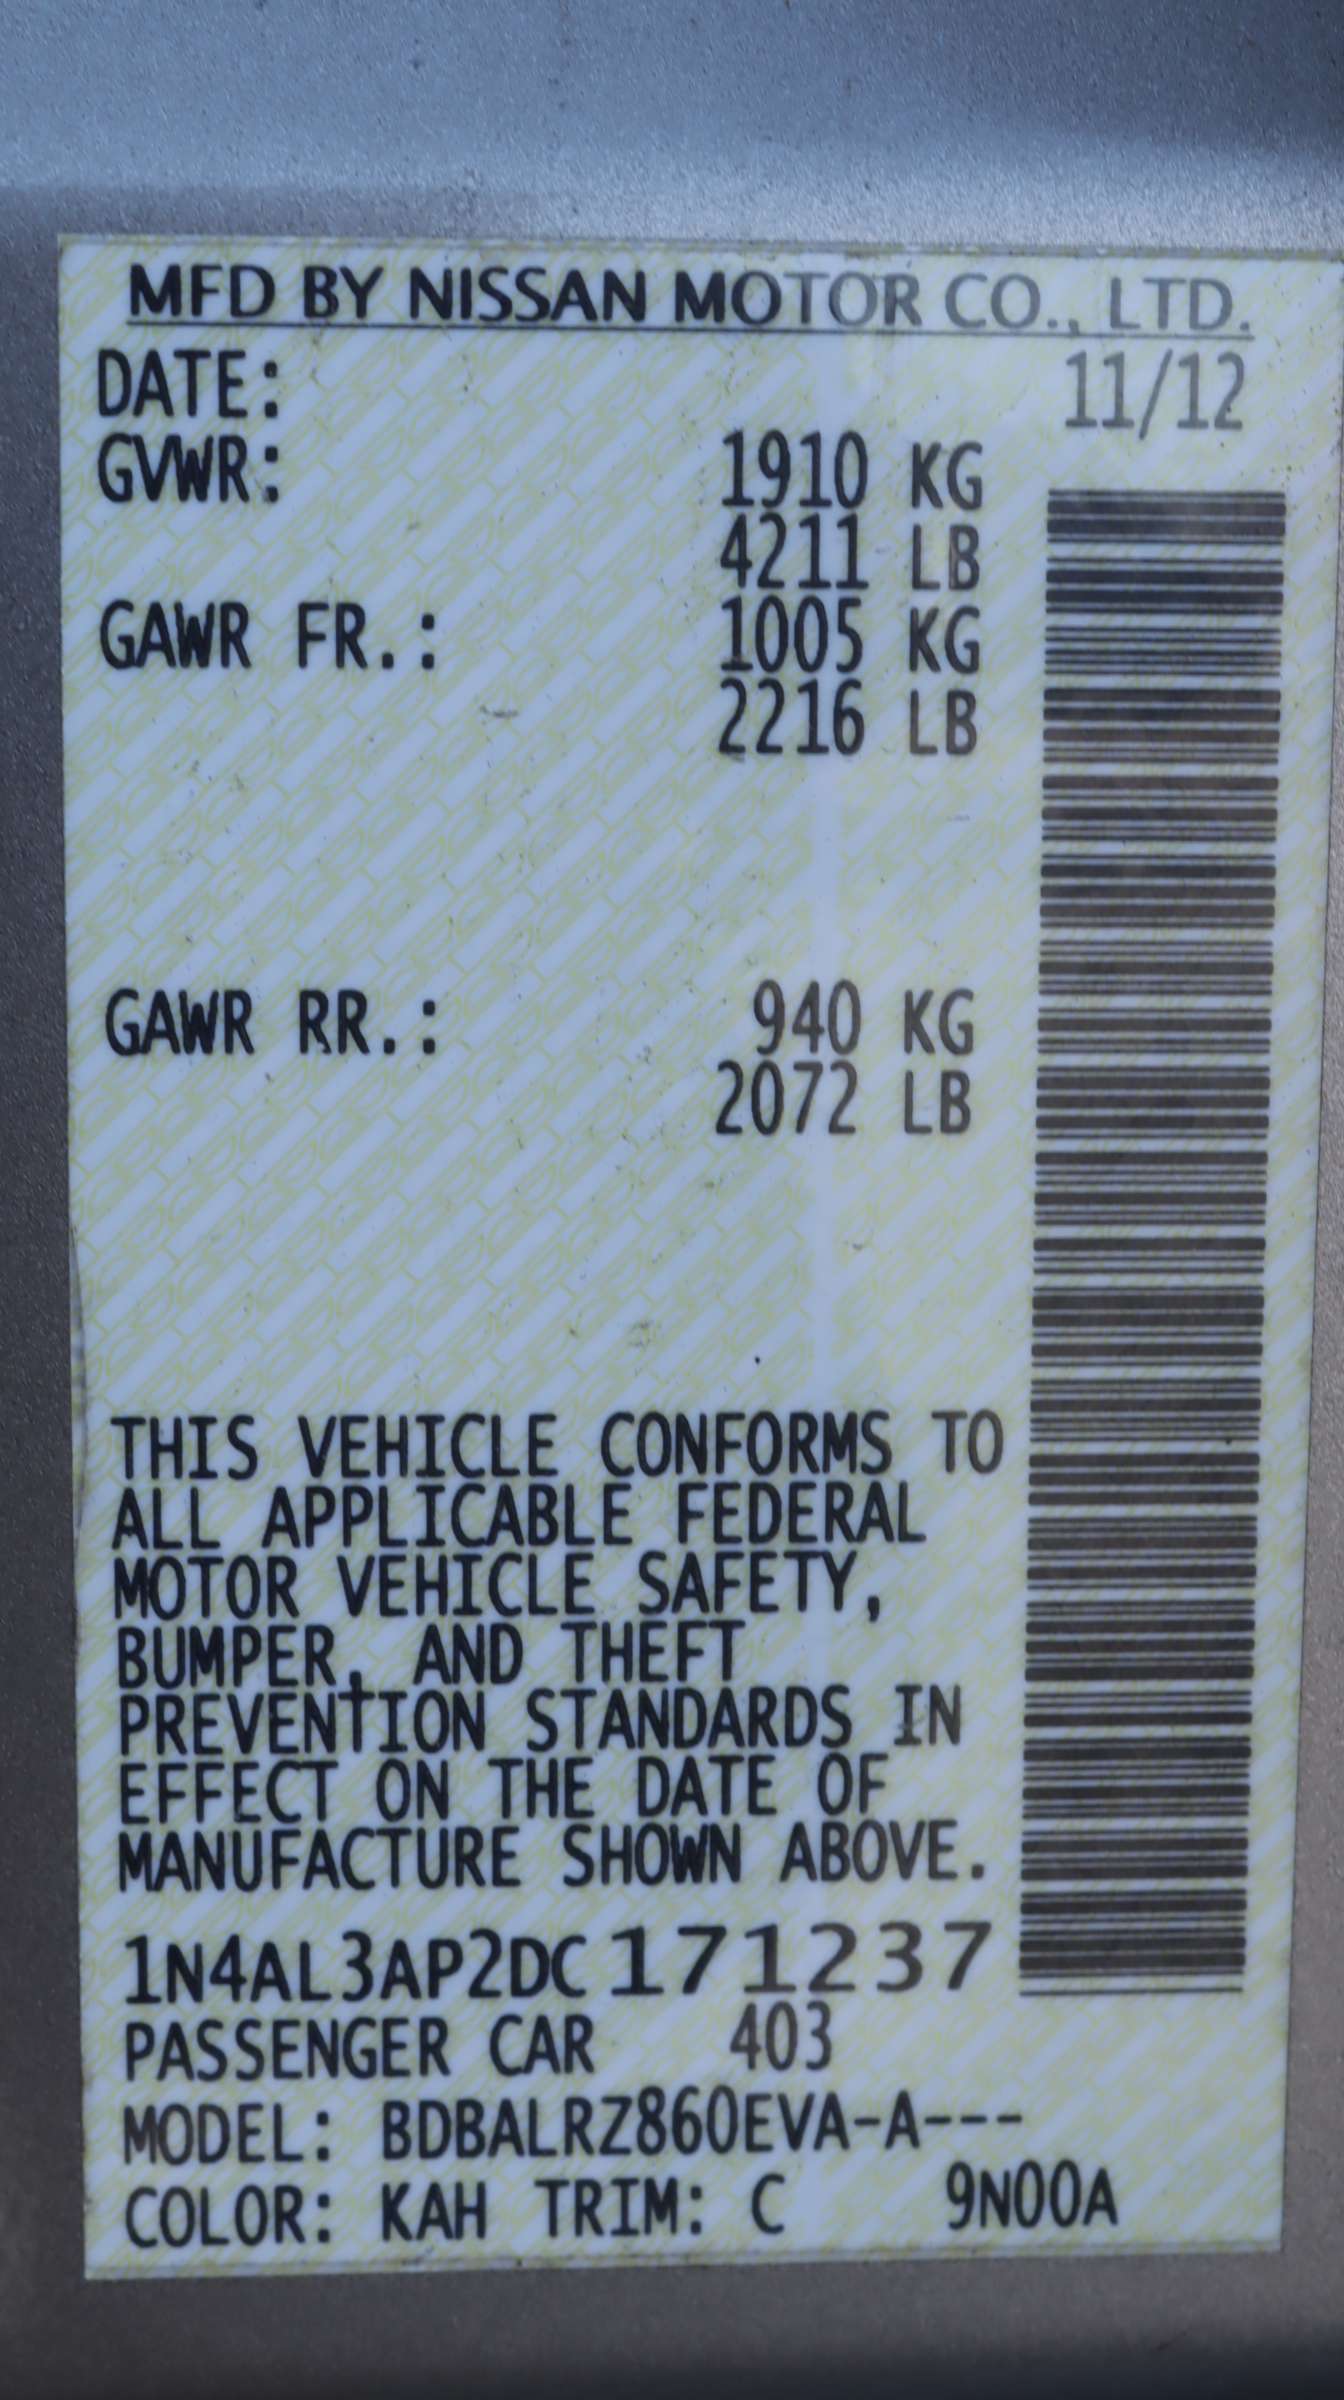 MFD BY NISSAN MOTOR CO., LTD.
DATE: 11/12
GVWR: 1910 KG
4211 LB
GAWR FR.: 1005 KG
2216 LB
GAWR RR.: 940 KG
2072 LB
THIS VEHICLE CONFORMS TO
ALL APPLICABLE FEDERAL
MOTOR VEHICLE SAFETY,
BUMPER, AND THEFT
PREVENTION STANDARDS IN
EFFECT ON THE DATE OF
MANUFACTURE SHOWN ABOVE.
1N4AL3AP2DC171237
PASSENGER CAR 403
MODEL: BDBALRZ860EVA-A---
COLOR: KAH TRIM: C 9N00A